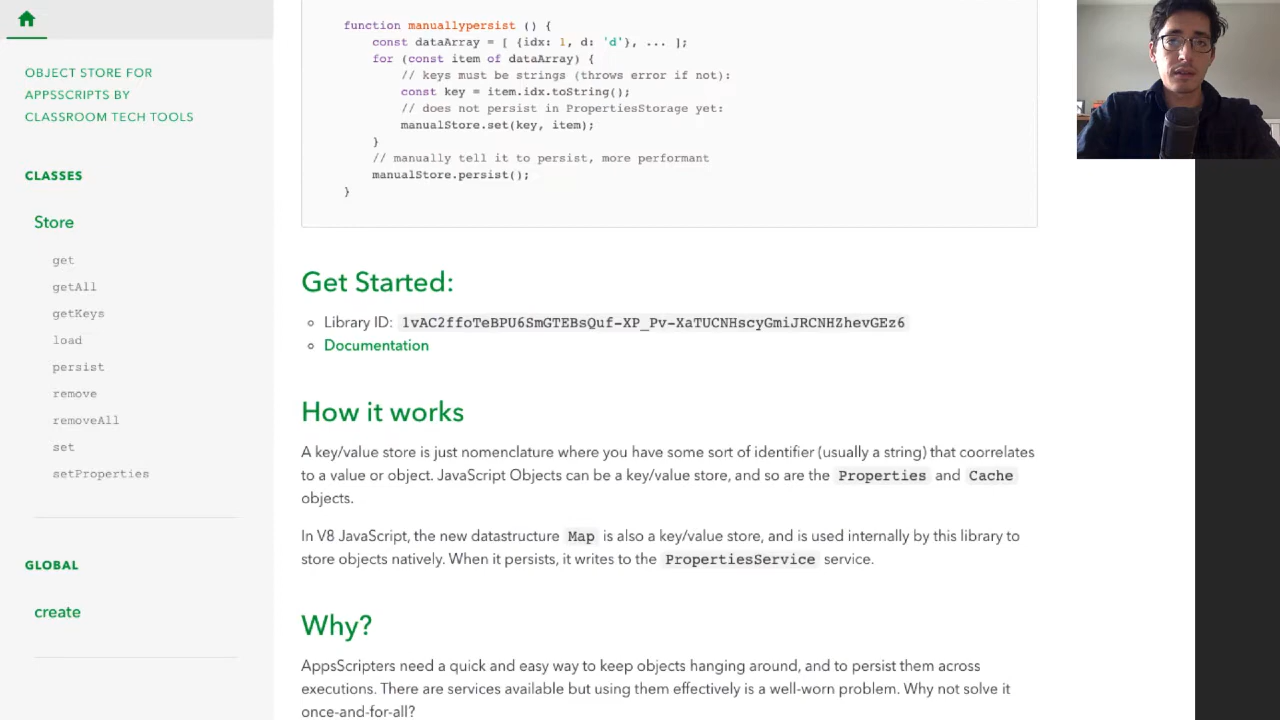 OBJECT STORE FOR
APPSSCRIPTS BY
CLASSROOM TECH TOOLS
CLASSES
Store
get
getAll
getKeys
load
persist
remove
removeAll
set
setProperties
GLOBAL
create
function manuallypersist () {
const dataArray = [ {idx: 1, d: 'd'}, ... ];
for (const item of dataArray) {
// keys must be strings (throws error if not):
const key = item.idx.toString();
// does not persist in PropertiesStorage yet:
manualStore.set(key, item);
}
// manually tell it to persist, more performant
manualStore.persist();
}
Get Started:
Library ID: 1vAC2ffoTeBPU6SmGTEBsQuf-XP_Pv-XaTUCNHscyGmiJRCNHZhevGEz6
Documentation
How it works
A key/value store is just nomenclature where you have some sort of identifier (usually a string) that coorrelates
to a value or object. JavaScript Objects can be a key/value store, and so are the Properties and Cache
objects.
In V8 JavaScript, the new datastructure Map is also a key/value store, and is used internally by this library to
store objects natively. When it persists, it writes to the PropertiesService service.
Why?
AppsScripters need a quick and easy way to keep objects hanging around, and to persist them across
executions. There are services available but using them effectively is a well-worn problem. Why not solve it
once-and-for-all?